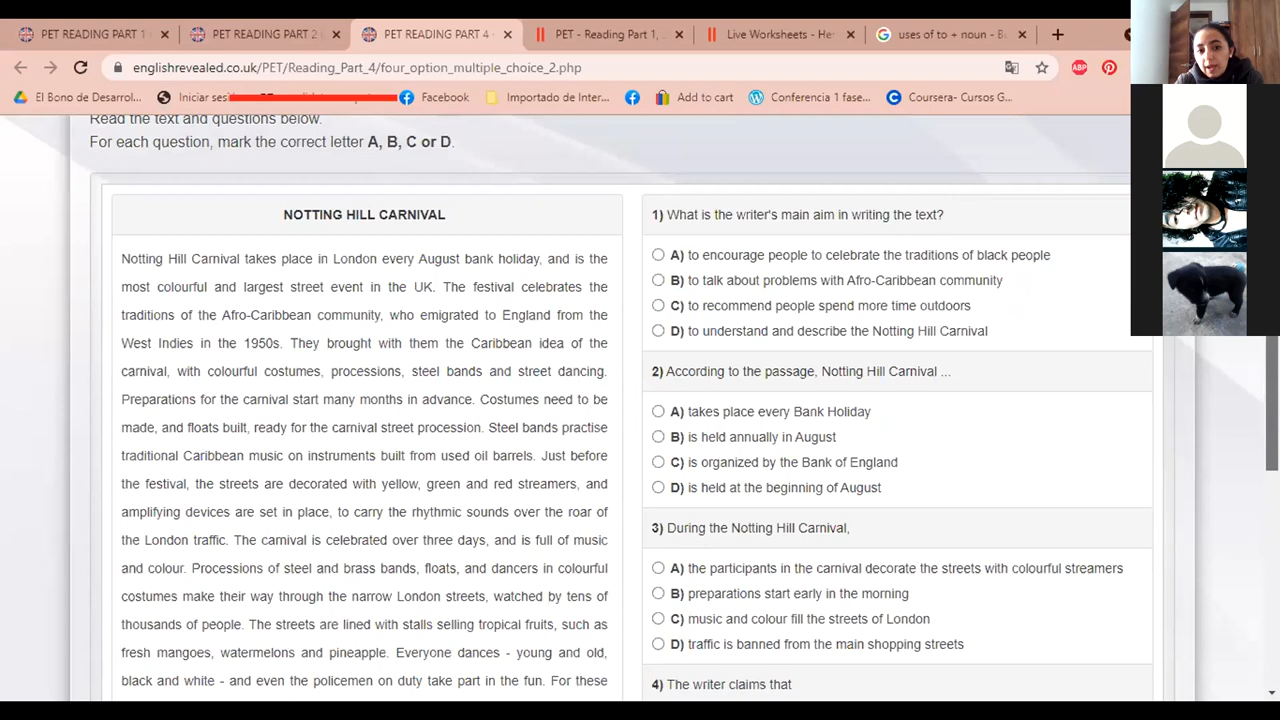 PET READING PART 1
PET READING PART 2
PET READING PART 4
PET - Reading Part 1,
Live Worksheets - He
uses of to + noun - Bu
englishrevealed.co.uk/PET/Reading_Part_4/four_option_multiple_choice_2.php
ABP
El Bono de Desarrol...
Iniciar sesi
Facebook
Importado de Inter...
Add to cart
Conferencia 1 fase...
Coursera- Cursos G...
Read the text and questions below.
For each question, mark the correct letter A, B, C or D.
NOTTING HILL CARNIVAL
Notting Hill Carnival takes place in London every August bank holiday, and is the
most colourful and largest street event in the UK. The festival celebrates the
traditions of the Afro-Caribbean community, who emigrated to England from the
West Indies in the 1950s. They brought with them the Caribbean idea of the
carnival, with colourful costumes, processions, steel bands and street dancing.
Preparations for the carnival start many months in advance. Costumes need to be
made, and floats built, ready for the carnival street procession. Steel bands practise
traditional Caribbean music on instruments built from used oil barrels. Just before
the festival, the streets are decorated with yellow, green and red streamers, and
amplifying devices are set in place, to carry the rhythmic sounds over the roar of
the London traffic. The carnival is celebrated over three days, and is full of music
and colour. Processions of steel and brass bands, floats, and dancers in colourful
costumes make their way through the narrow London streets, watched by tens of
thousands of people. The streets are lined with stalls selling tropical fruits, such as
fresh mangoes, watermelons and pineapple. Everyone dances - young and old,
black and white - and even the policemen on duty take part in the fun. For these
1) What is the writer's main aim in writing the text?
A) to encourage people to celebrate the traditions of black people
B) to talk about problems with Afro-Caribbean community
C) to recommend people spend more time outdoors
D) to understand and describe the Notting Hill Carnival
2) According to the passage, Notting Hill Carnival ...
A) takes place every Bank Holiday
B) is held annually in August
C) is organized by the Bank of England
D) is held at the beginning of August
3) During the Notting Hill Carnival,
A) the participants in the carnival decorate the streets with colourful streamers
B) preparations start early in the morning
C) music and colour fill the streets of London
D) traffic is banned from the main shopping streets
4) The writer claims that